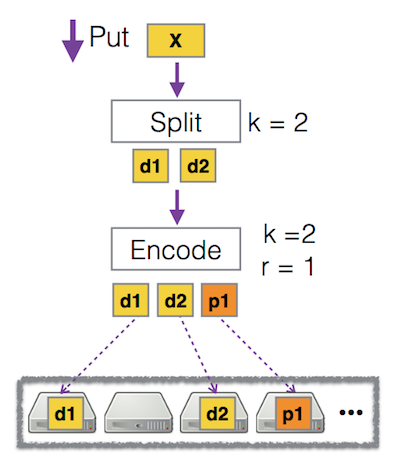 Put X
Split k = 2
d1 d2
Encode k =2
r = 1
d1 d2 p1
d1 d2 p1 •••